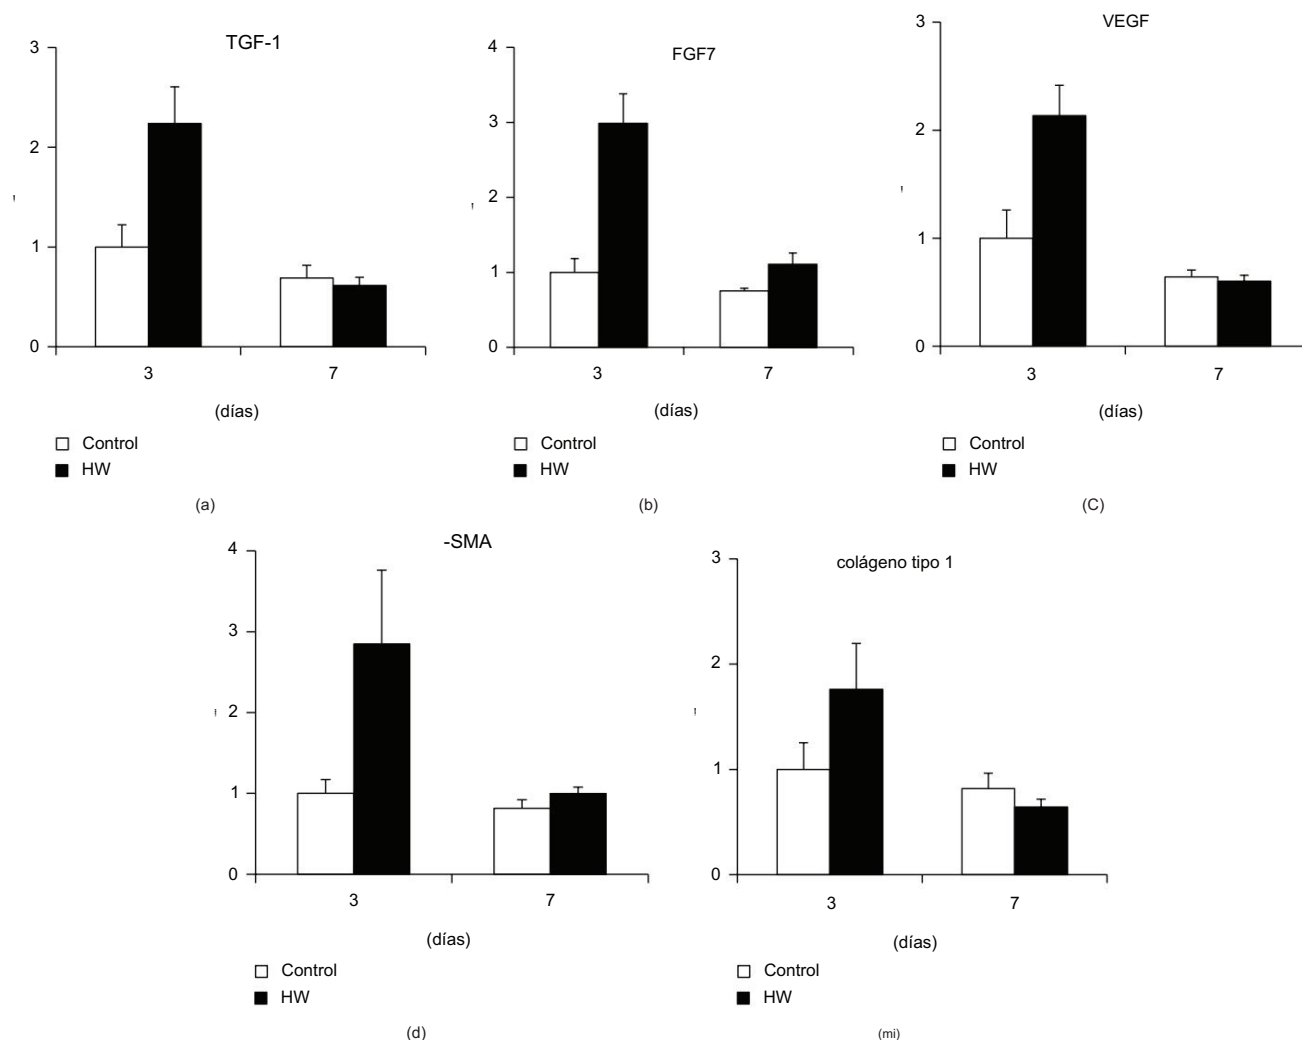 TGF-1
3
2
1
0
3 7
(días)
Control
HW
(a)
FGF7
4
3
2
1
0
3 7
(días)
Control
HW
(b)
VEGF
3
2
1
0
3 7
(días)
Control
HW
(C)
-SMA
4
3
2
1
0
3 7
(días)
Control
HW
(d)
colágeno tipo 1
3
2
1
0
3 7
(días)
Control
HW
(mi)